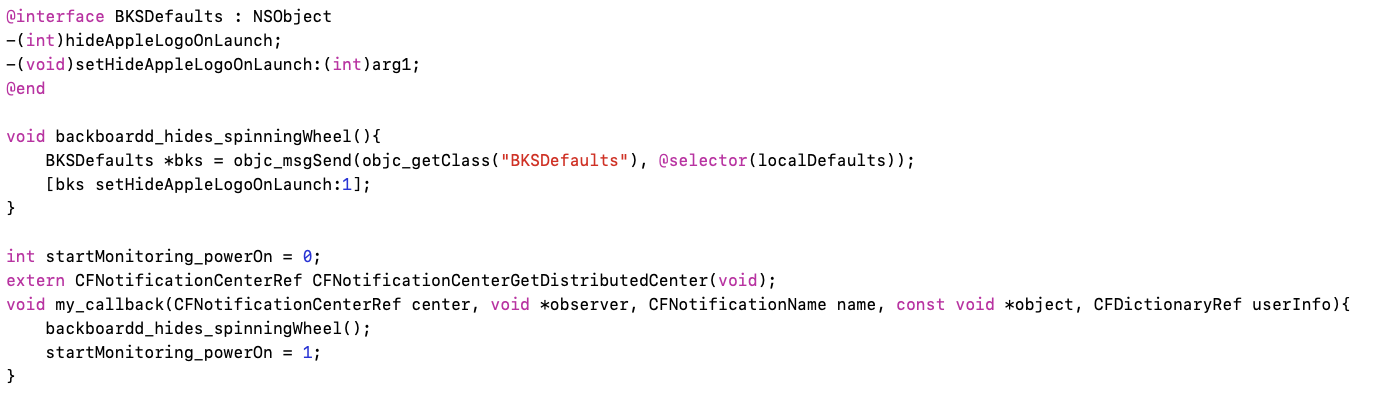 @interface BKSDefaults : NSObject
-(int)hideAppleLogoOnLaunch;
-(void)setHideAppleLogoOnLaunch:(int)arg1;
@end

void backboardd_hides_spinningWheel(){
    BKSDefaults *bks = objc_msgSend(objc_getClass("BKSDefaults"), @selector(localDefaults));
    [bks setHideAppleLogoOnLaunch:1];
}

int startMonitoring_powerOn = 0;
extern CFNotificationCenterRef CFNotificationCenterGetDistributedCenter(void);
void my_callback(CFNotificationCenterRef center, void *observer, CFNotificationName name, const void *object, CFDictionaryRef userInfo){
    backboardd_hides_spinningWheel();
    startMonitoring_powerOn = 1;
}